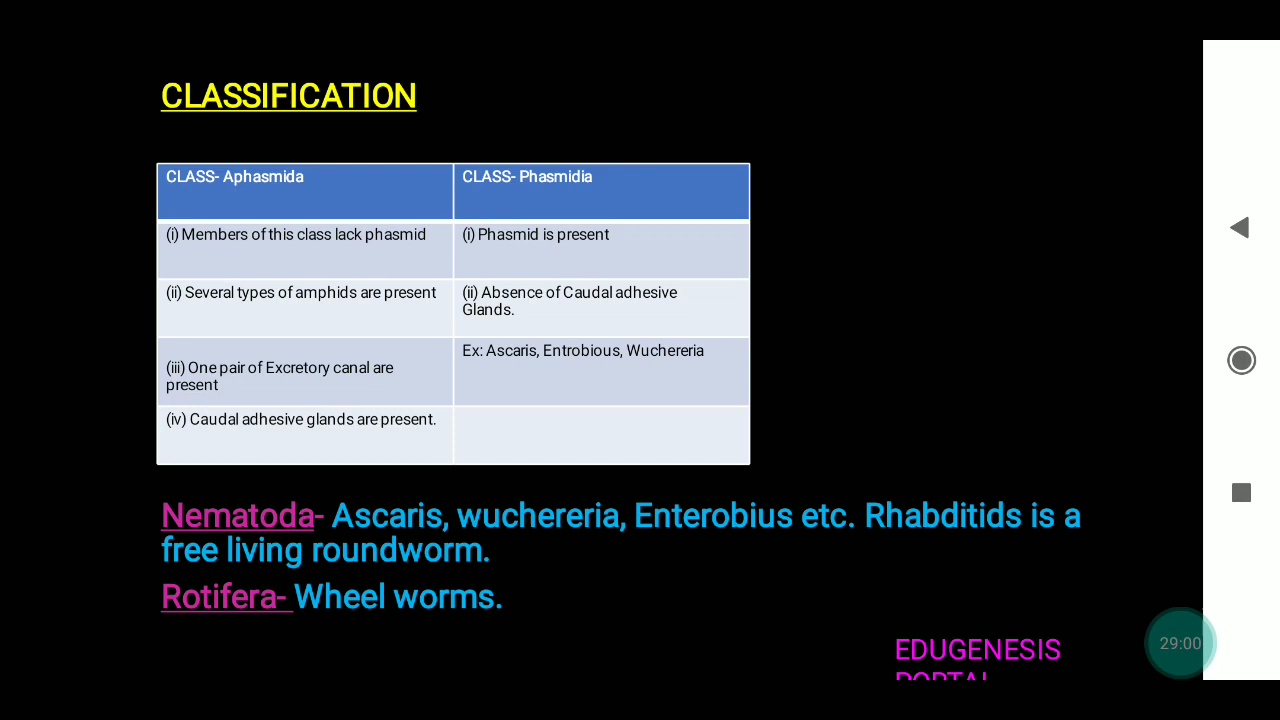 CLASSIFICATION
CLASS- Aphasmida
CLASS- Phasmidia
(i) Members of this class lack phasmid
(i) Phasmid is present
(ii) Several types of amphids are present
(ii) Absence of Caudal adhesive
Glands.
(iii) One pair of Excretory canal are
present
Ex: Ascaris, Entrobious, Wuchereria
(iv) Caudal adhesive glands are present.
Nematoda- Ascaris, wuchereria, Enterobius etc. Rhabditids is a
free living roundworm.
Rotifera- Wheel worms.
EDUGENESIS
PORTAL
29:00